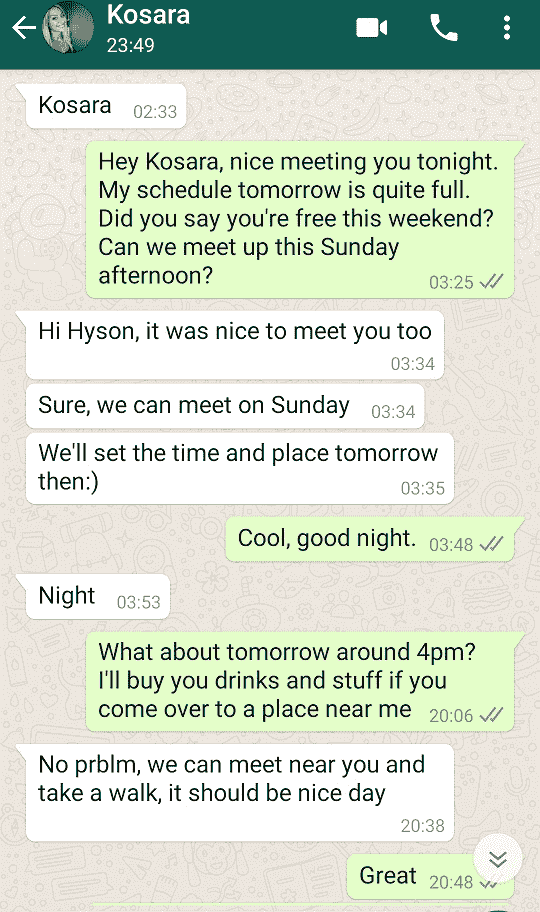 Kosara
23:49
Kosara 02:33
Hey Kosara, nice meeting you tonight.
My schedule tomorrow is quite full.
Did you say you're free this weekend?
Can we meet up this Sunday
afternoon?
03:25
Hi Hyson, it was nice to meet you too
03:34
Sure, we can meet on Sunday 03:34
We'll set the time and place tomorrow
then:)
03:35
Cool, good night. 03:48
Night 03:53
What about tomorrow around 4pm?
I'll buy you drinks and stuff if you
come over to a place near me 20:06
No prblm, we can meet near you and
take a walk, it should be nice day
20:38
Great 20:48